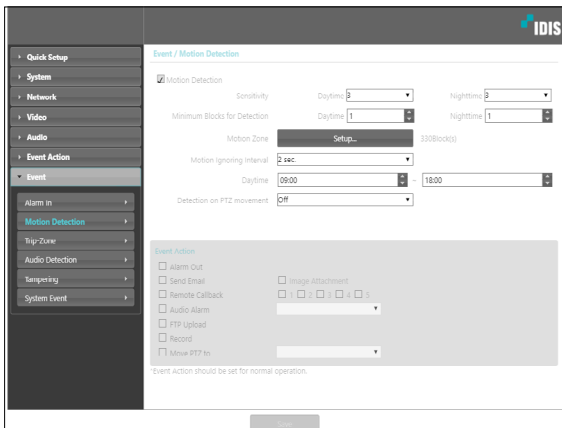 IDIS
Quick Setup
System
Network
Video
Audio
Event Action
Event
Alarm In
Motion Detection
Trip-Zone
Audio Detection
Tampering
System Event
Event / Motion Detection
Motion Detection
Sensitivity Daytime 3 Nighttime 3
Minimum Blocks for Detection Daytime 1 Nighttime 1
Motion Zone Setup... 330Block(s)
Motion Ignoring Interval 2 sec.
Daytime 09:00 ~ 18:00
Detection on PTZ movement Off
Event Action
Alarm Out
Send Email Image Attachment
Remote Callback 1 2 3 4 5
Audio Alarm
FTP Upload
Record
Move PTZ to
*Event Action should be set for normal operation.
Save